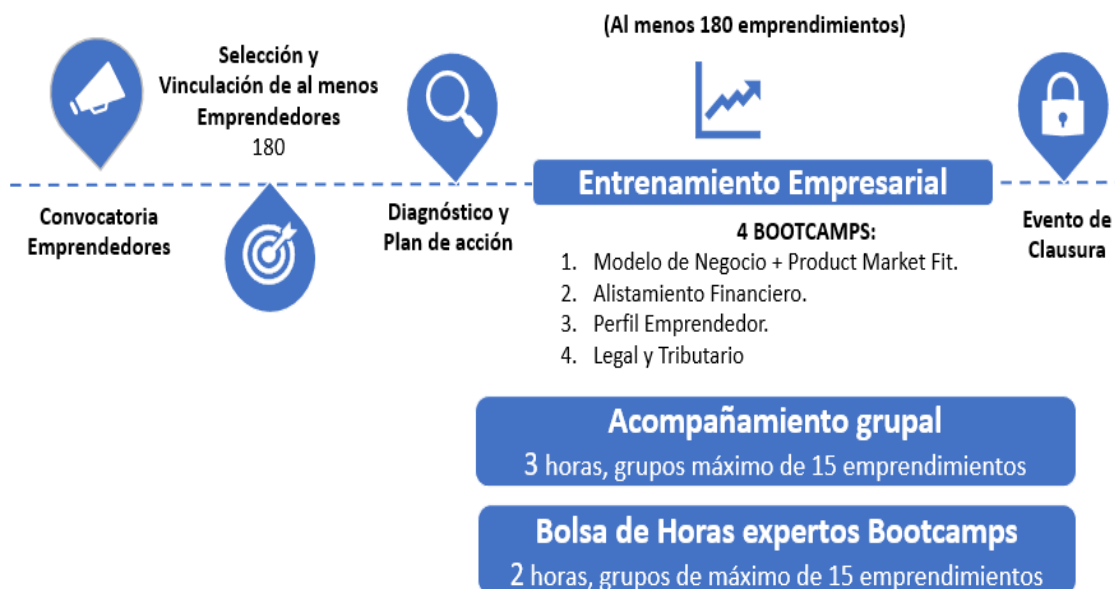 Convocatoria
Emprendedores
Selección y
Vinculación de al menos
Emprendedores
180
Diagnóstico y
Plan de acción
(Al menos 180 emprendimientos)
Entrenamiento Empresarial
4 BOOTCAMPS:
1. Modelo de Negocio + Product Market Fit.
2. Alistamiento Financiero.
3. Perfil Emprendedor.
4. Legal y Tributario
Acompañamiento grupal
3 horas, grupos máximo de 15 emprendimientos
Bolsa de Horas expertos Bootcamps
2 horas, grupos de máximo de 15 emprendimientos
Evento de
Clausura